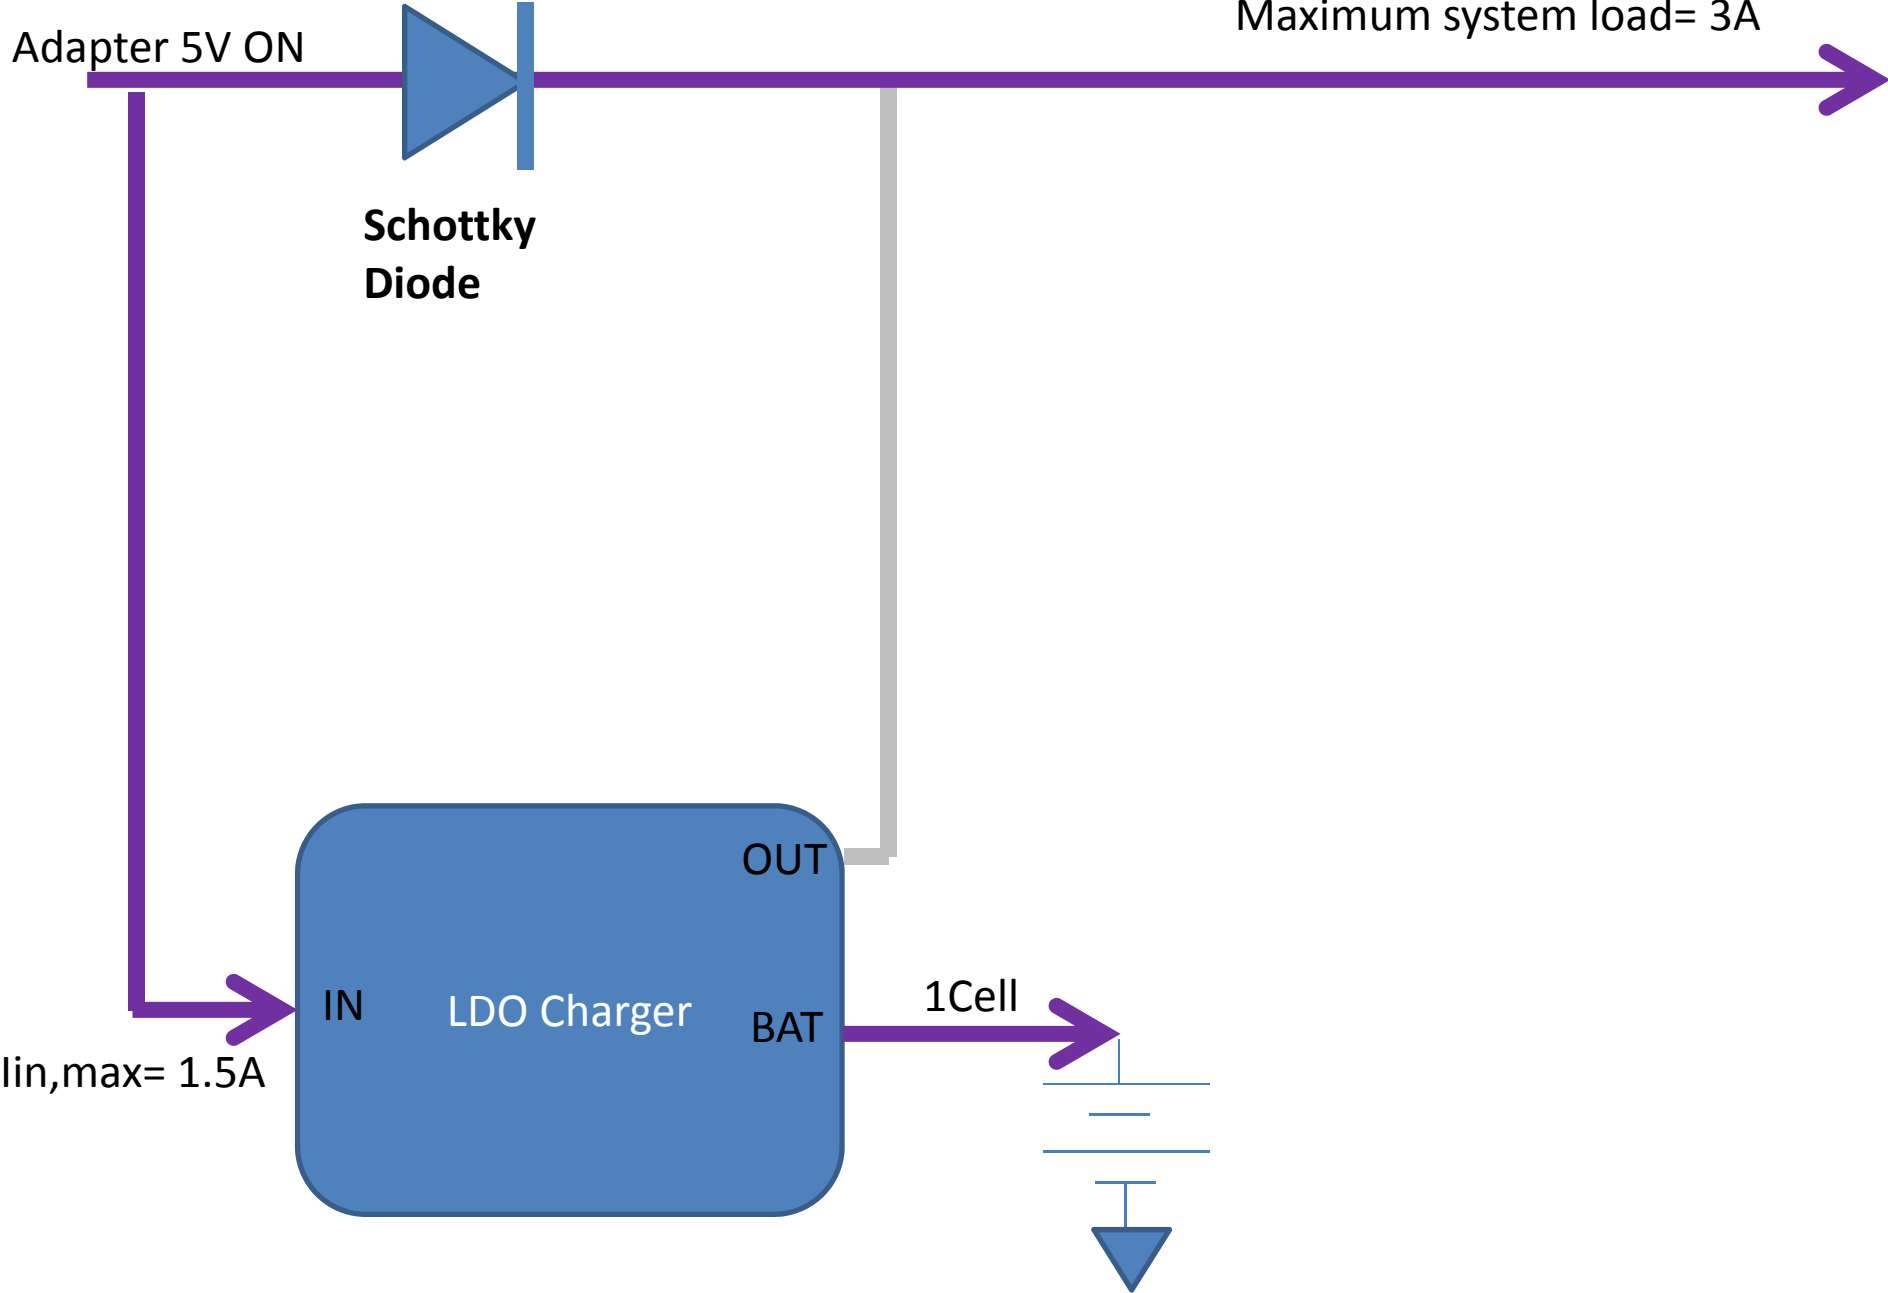 Maximum system load= 3A
Adapter 5V ON
Schottky
Diode
OUT
IN
LDO Charger
BAT
1Cell
Iin,max= 1.5A